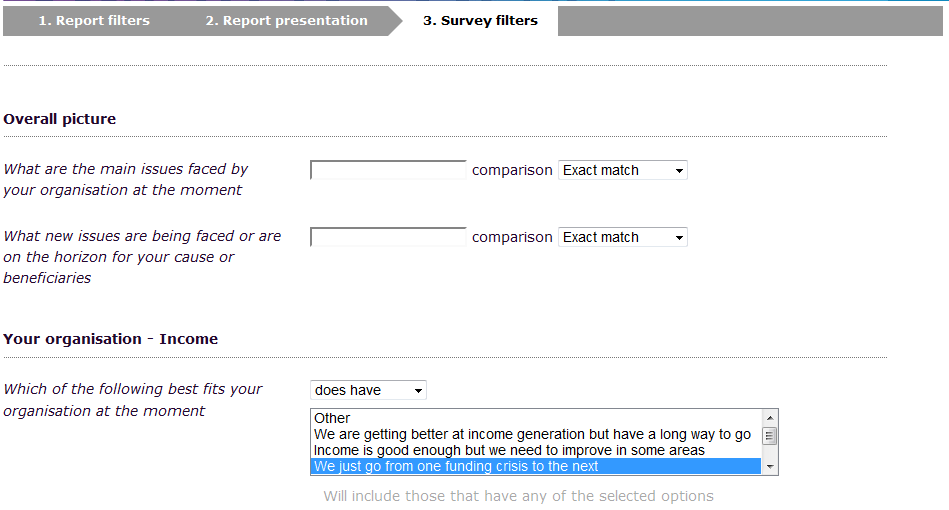 1. Report filters 2. Report presentation 3. Survey filters
Overall picture
What are the main issues faced by
your organisation at the moment
comparison Exact match
What new issues are being faced or are
on the horizon for your cause or
beneficiaries
comparison Exact match
Your organisation - Income
Which of the following best fits your
organisation at the moment
does have
Other
We are getting better at income generation but have a long way to go
Income is good enough but we need to improve in some areas
We just go from one funding crisis to the next
Will include those that have any of the selected options